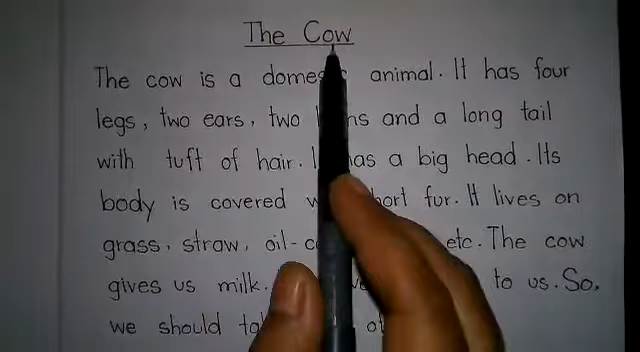 The Cow
The cow is a animal. It has four
legs, two ears, two and a long tail
with tuft of hair. has a big head. Its
body is covered short fur. It lives on
grass, straw, etc. The cow
gives us milk. to us. So,
we should